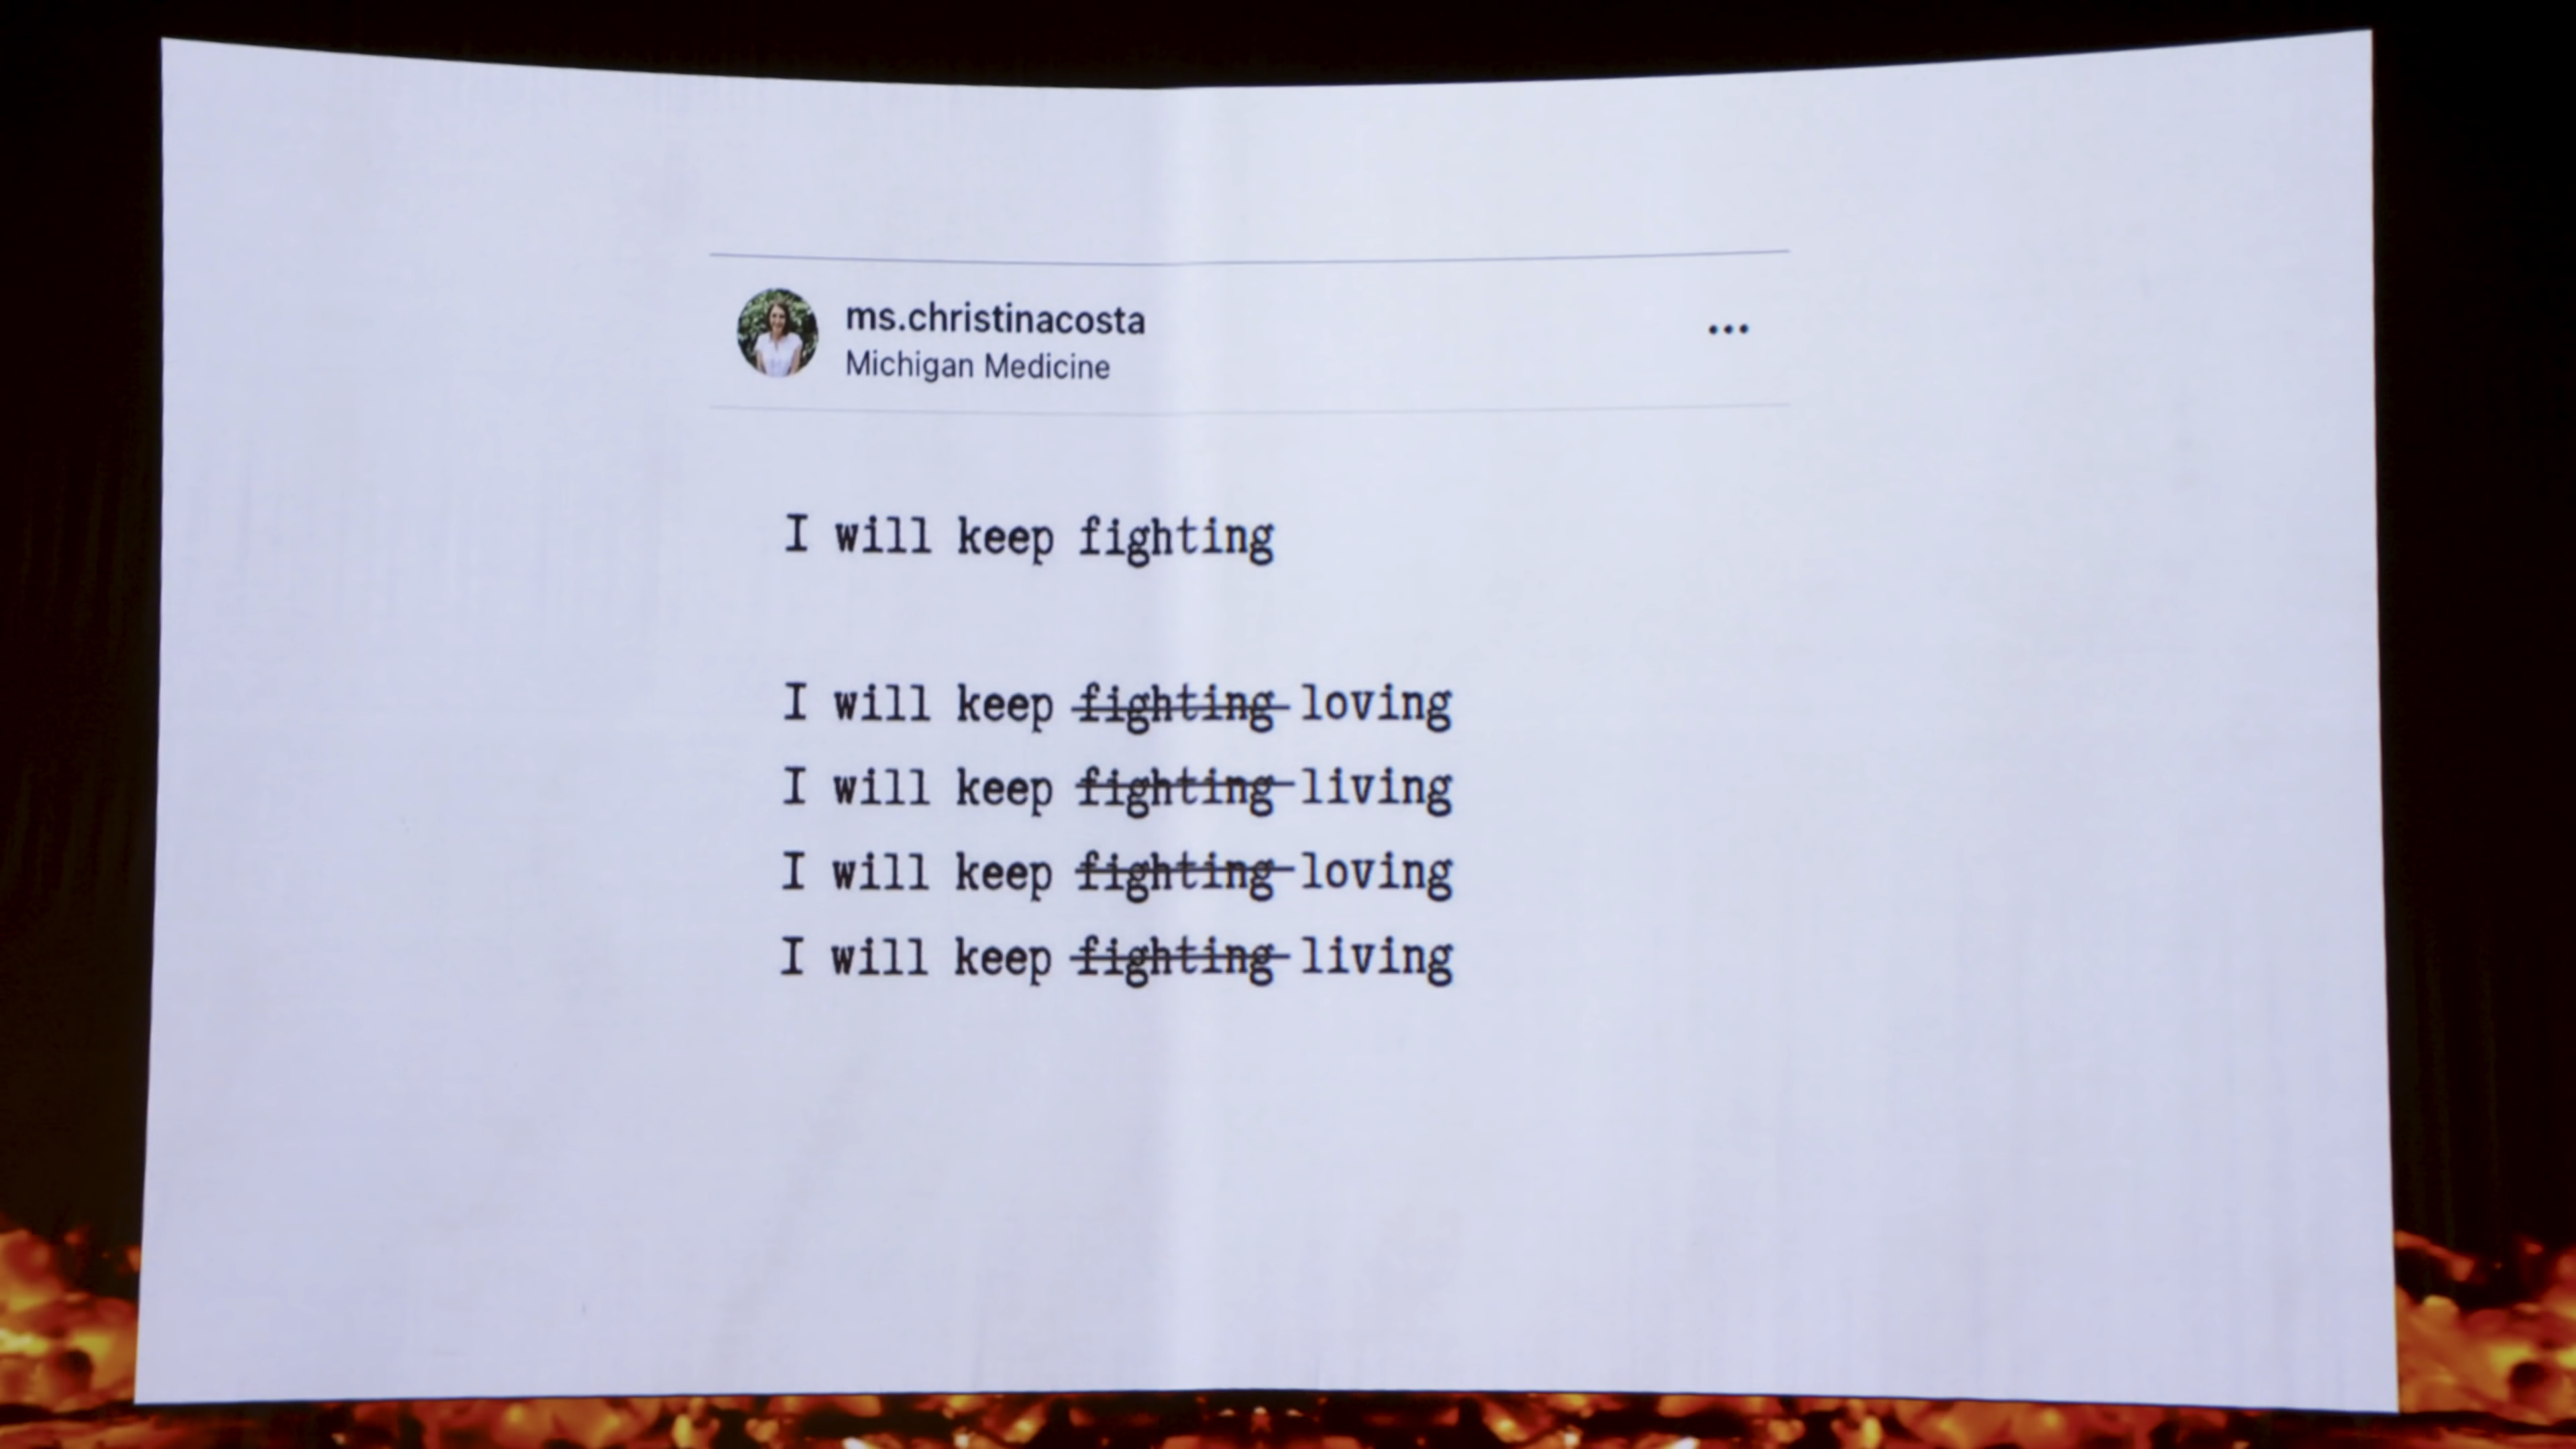 ms.christinacosta
Michigan Medicine
...
I will keep fighting
I will keep fighting loving
I will keep fighting living
I will keep fighting loving
I will keep fighting living